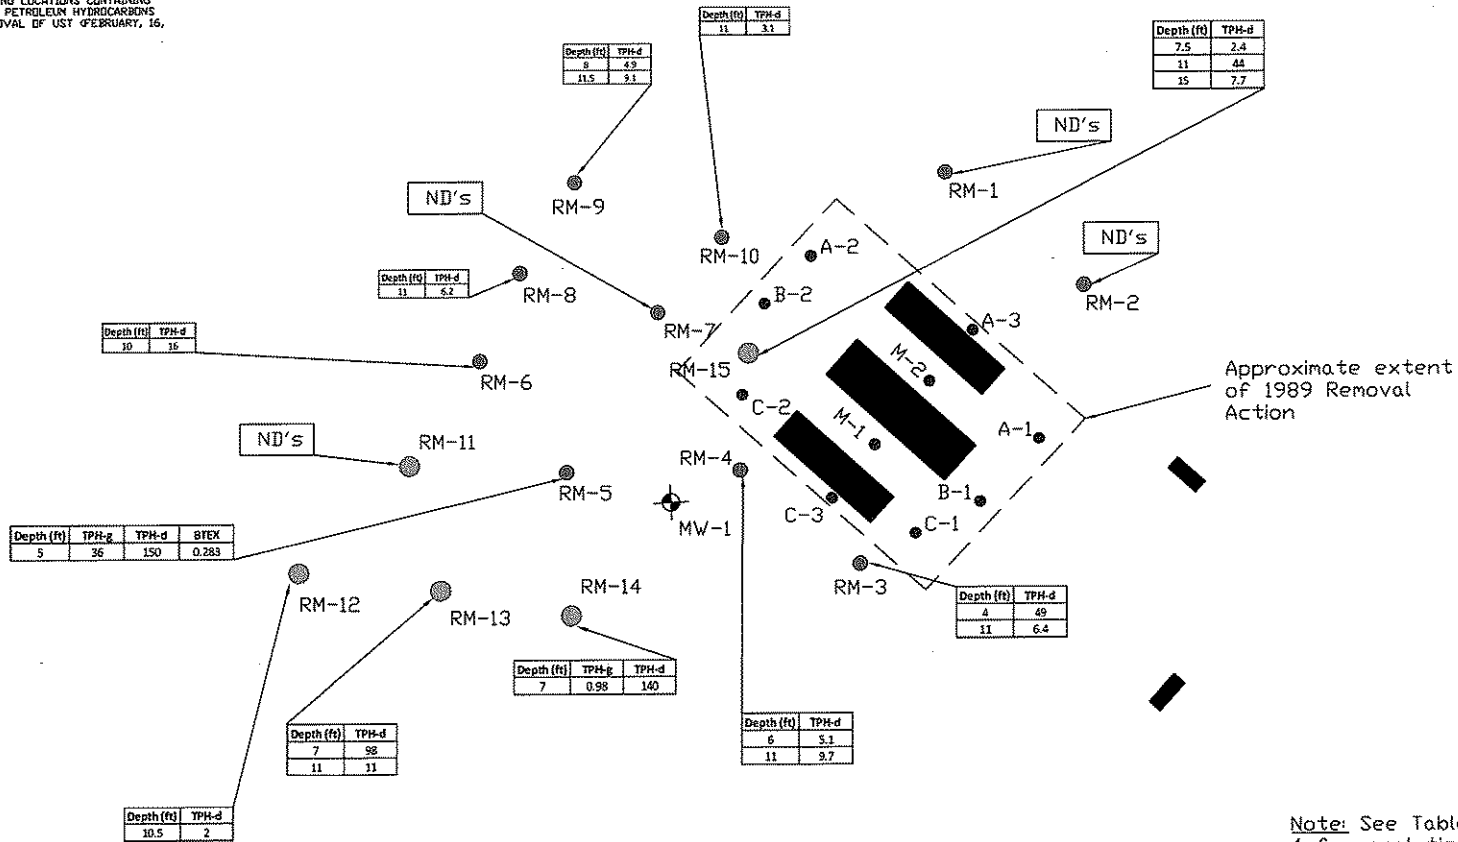 PETROLEUM HYDROCARBONS
OF UST (FEBRUARY, 16,
Depth (ft) TPH-d
11 3.1
Depth (ft) TPH-d
8 4.9
11.5 9.1
Depth (ft) TPH-d
7.5 2.4
11 44
15 7.7
ND's
RM-1
RM-9
ND's
RM-10
A-2
ND's
RM-2
Depth (ft) TPH-d
11 6.2
RM-8
B-2
RM-7
A-3
Depth (ft) TPH-d
10 16
RM-6
RM-15
M-2
Approximate extent
of 1989 Removal
Action
C-2
M-1
A-1
ND's
RM-11
RM-4
RM-5
MW-1
C-3
B-1
C-1
Depth (ft) TPH-g TPH-d BTEX
5 36 150 0.283
RM-3
RM-12
RM-13
RM-14
Depth (ft) TPH-d
4 49
11 6.4
Depth (ft) TPH-g TPH-d
7 0.98 140
Depth (ft) TPH-d
6 5.1
11 9.7
Depth (ft) TPH-d
7 98
11 11
Depth (ft) TPH-d
10.5 2
Note: See Table